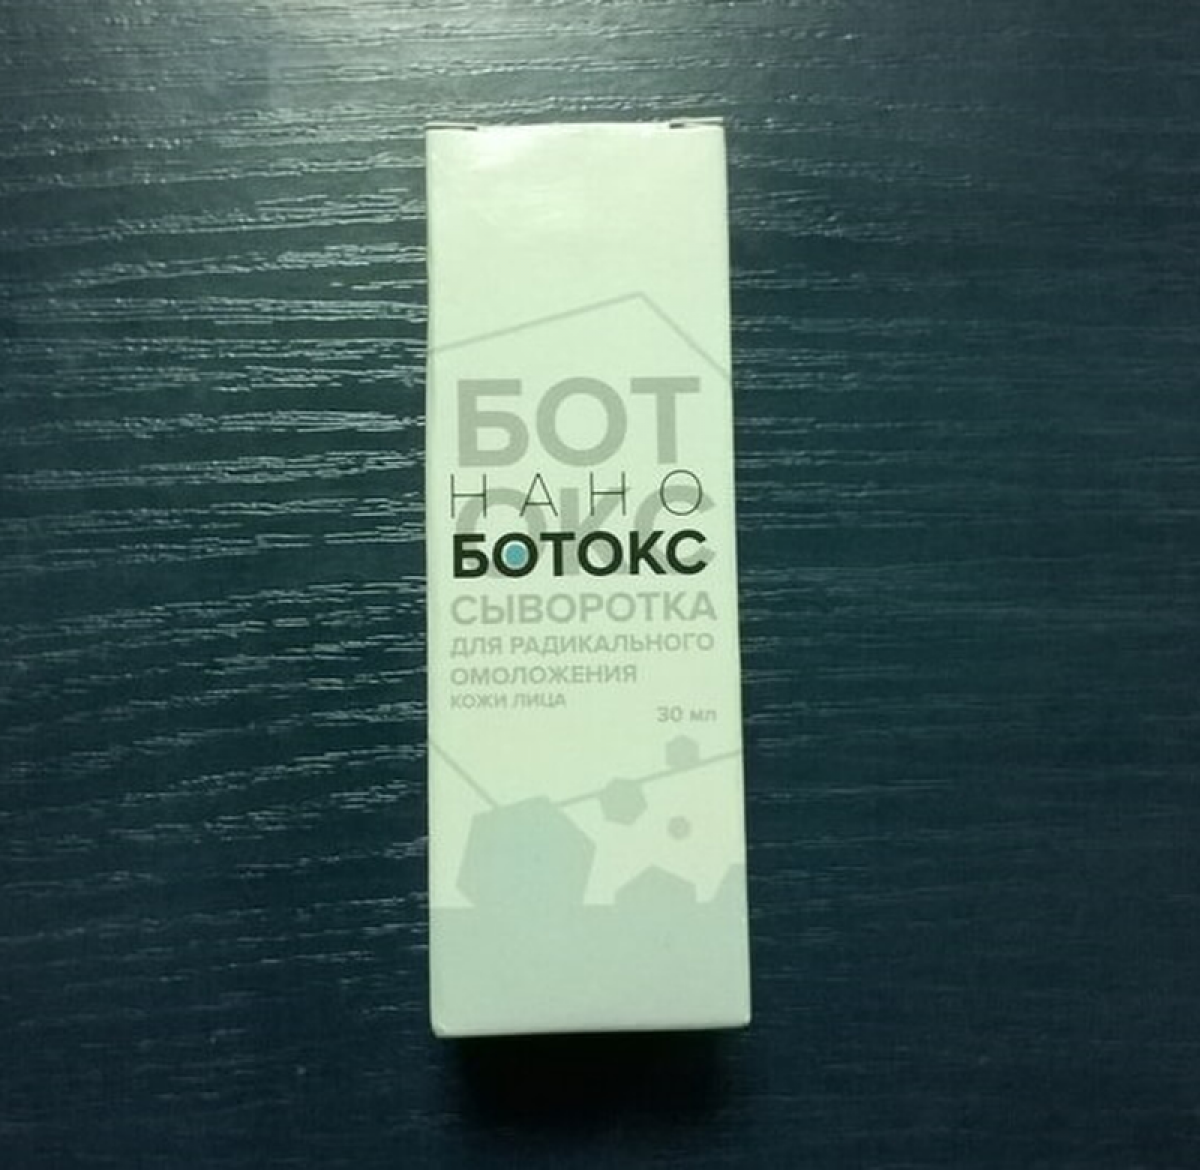 БОТ
ОКС
НАНО
БОТОКС
СЫВОРОТКА
ДЛЯ РАДИКАЛЬНОГО
ОМОЛОЖЕНИЯ
КОЖИ ЛИЦА
30 мл